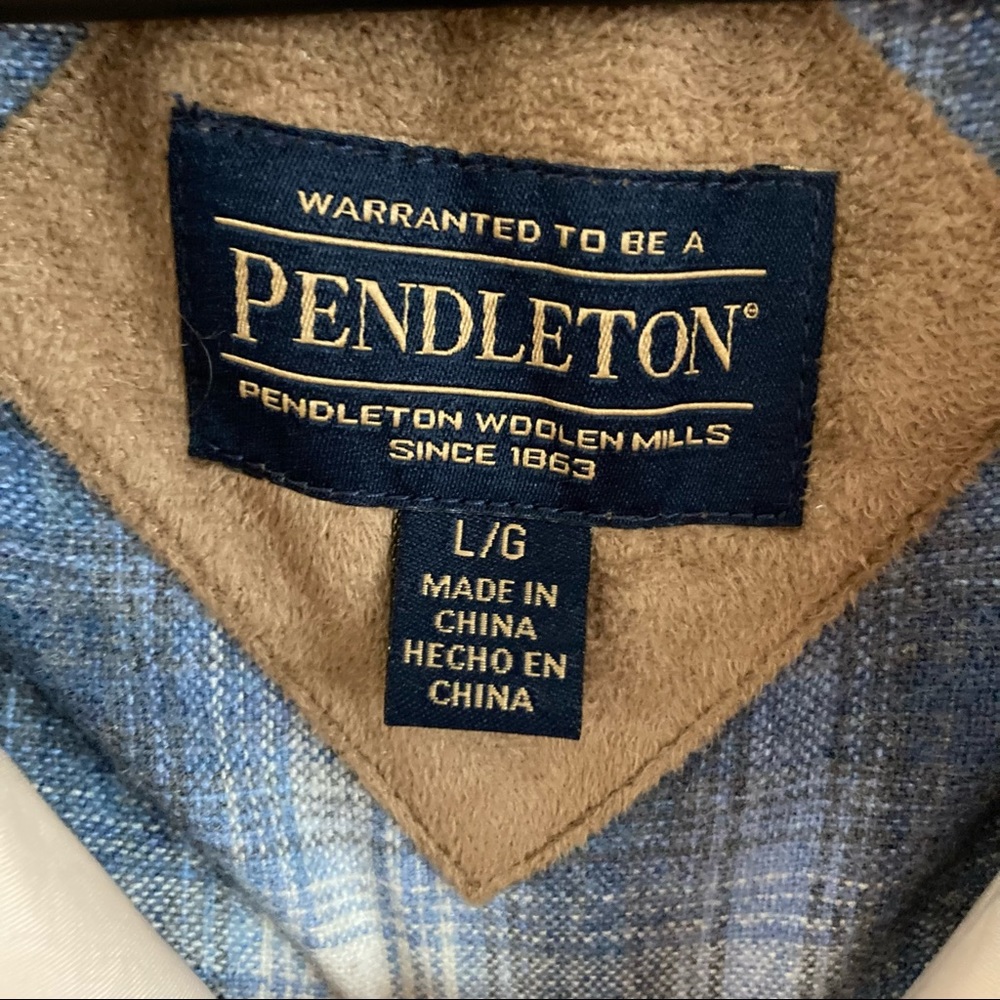 WARRANTED TO BE A
PENDLETON®
PENDLETON WOOLEN MILLS
SINCE 1863
L/G
MADE IN
CHINA
HECHO EN
CHINA